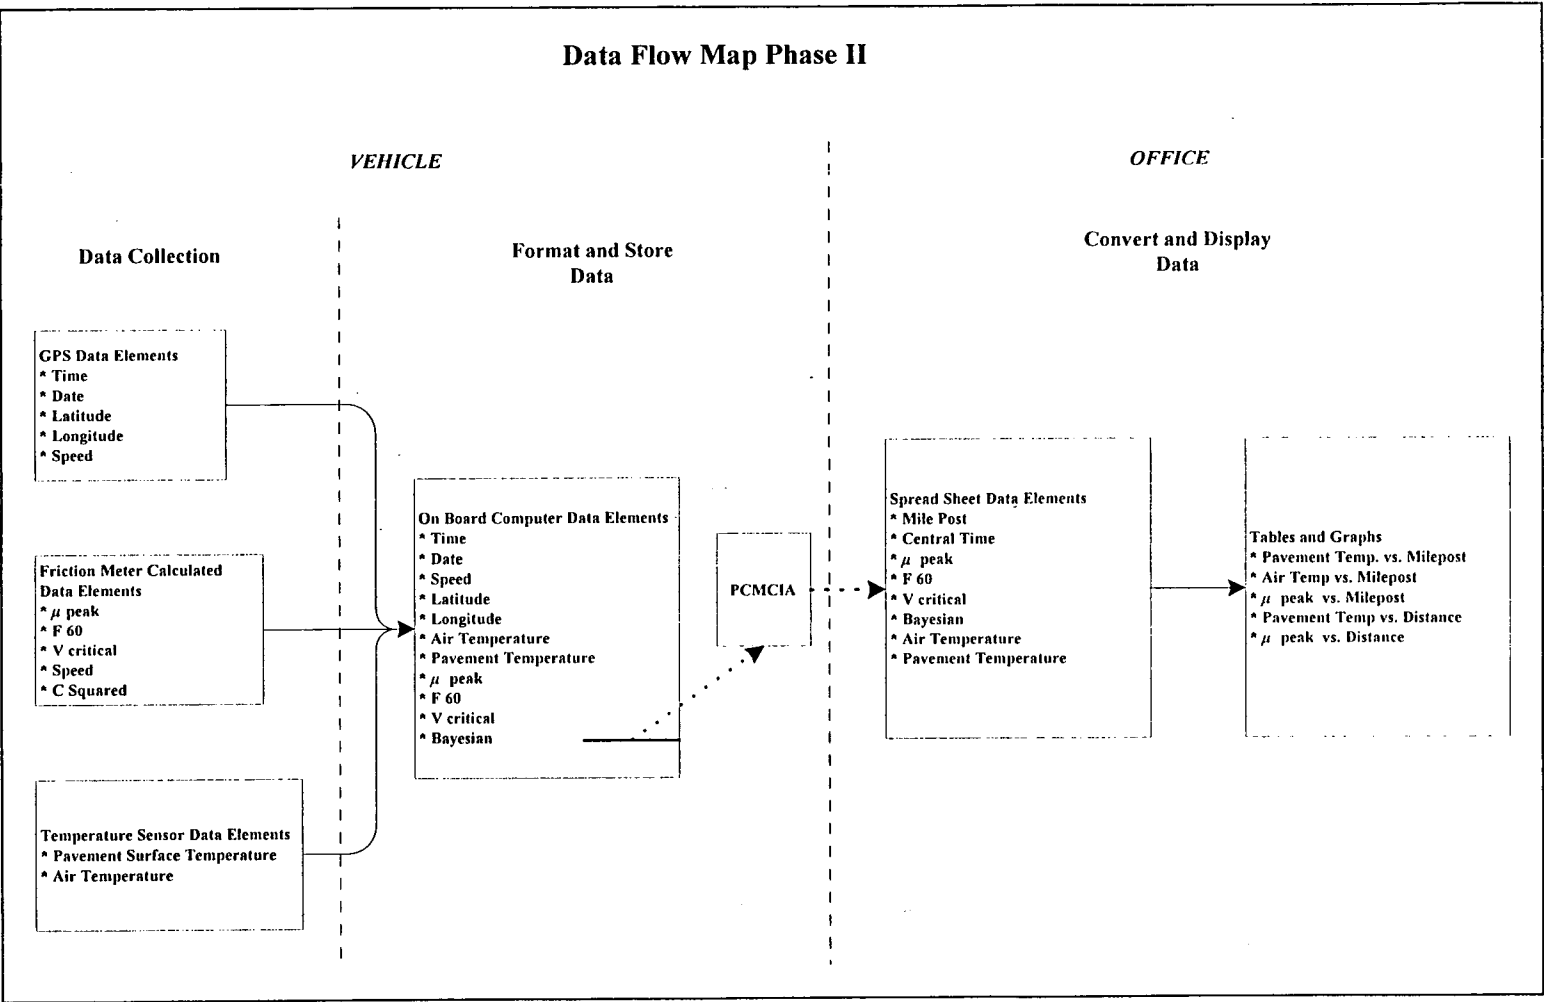 Data Flow Map Phase II
VEHICLE
OFFICE
Data Collection
Format and Store
Data
Convert and Display
Data
GPS Data Elements
* Time
* Date
* Latitude
* Longitude
* Speed
Friction Meter Calculated
Data Elements
* μ peak
* F 60
* V critical
* Speed
* C Squared
Temperature Sensor Data Elements
* Pavement Surface Temperature
* Air Temperature
On Board Computer Data Elements
* Time
* Date
* Speed
* Latitude
* Longitude
* Air Temperature
* Pavement Temperature
* μ peak
* F 60
* V critical
* Bayesian
PCMCIA
Spread Sheet Data Elements
* Mile Post
* Central Time
* μ peak
* F 60
* V critical
* Bayesian
* Air Temperature
* Pavement Temperature
Tables and Graphs
* Pavement Temp. vs. Milepost
* Air Temp vs. Milepost
* μ peak vs. Milepost
* Pavement Temp vs. Distance
* μ peak vs. Distance